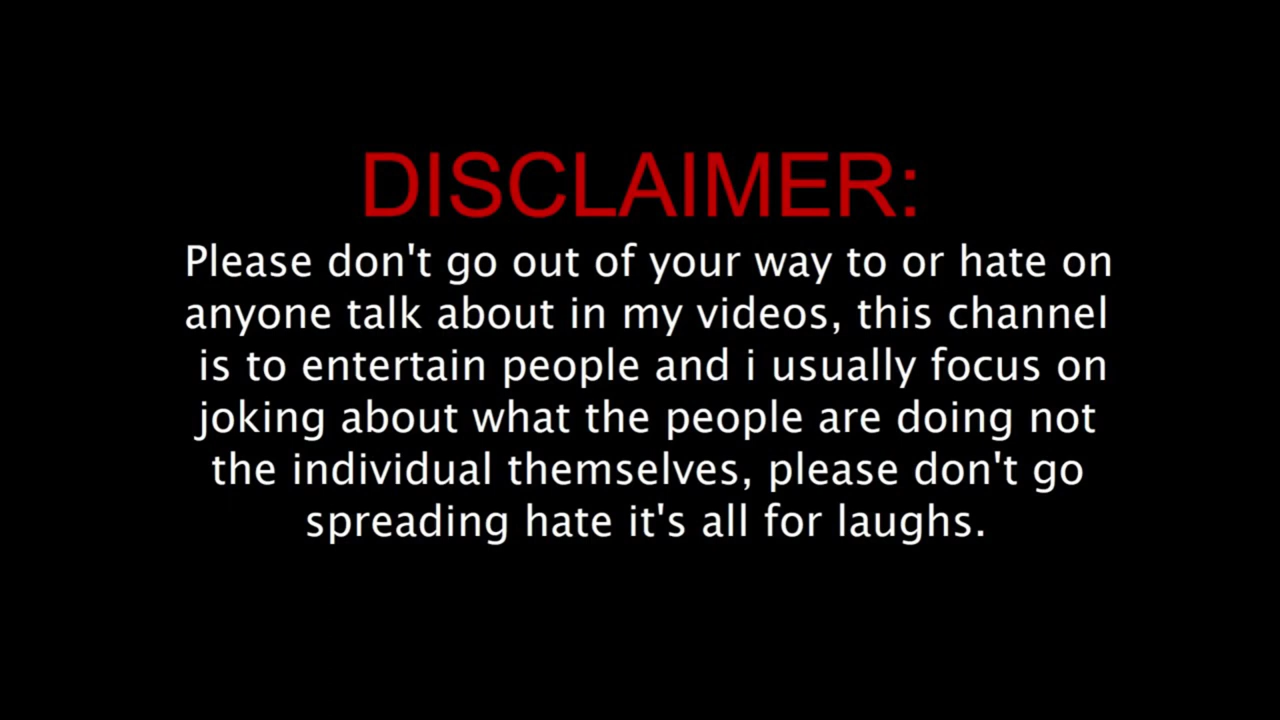 DISCLAIMER:
Please don't go out of your way to or hate on
anyone talk about in my videos, this channel
is to entertain people and i usually focus on
joking about what the people are doing not
the individual themselves, please don't go
spreading hate it's all for laughs.